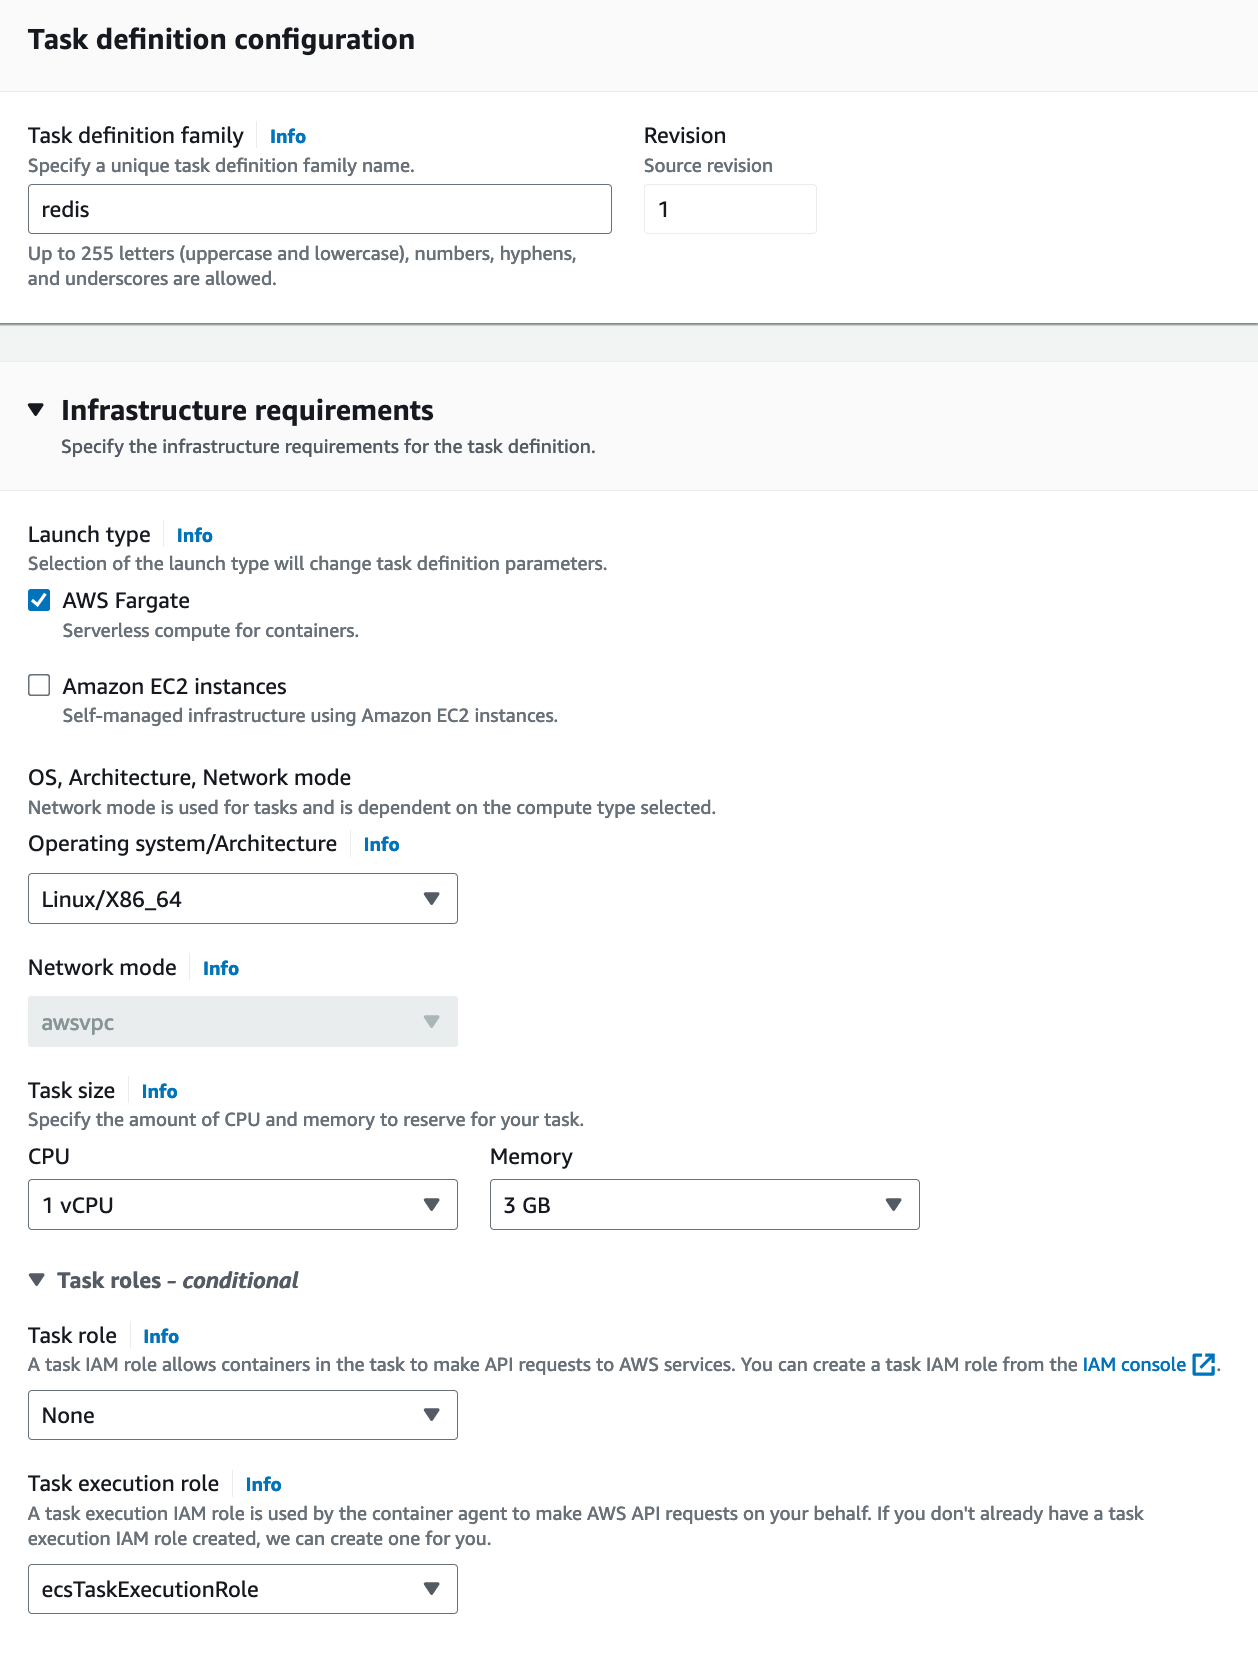 Task definition configuration
Task definition family Info
Specify a unique task definition family name.
redis
Up to 255 letters (uppercase and lowercase), numbers, hyphens,
and underscores are allowed.
Revision
Source revision
1
Infrastructure requirements
Specify the infrastructure requirements for the task definition.
Launch type Info
Selection of the launch type will change task definition parameters.
AWS Fargate
Serverless compute for containers.
Amazon EC2 instances
Self-managed infrastructure using Amazon EC2 instances.
OS, Architecture, Network mode
Network mode is used for tasks and is dependent on the compute type selected.
Operating system/Architecture Info
Linux/X86_64
Network mode Info
awsvpc
Task size Info
Specify the amount of CPU and memory to reserve for your task.
CPU
1 vCPU
Memory
3 GB
Task roles - conditional
Task role Info
A task IAM role allows containers in the task to make API requests to AWS services. You can create a task IAM role from the IAM console.
None
Task execution role Info
A task execution IAM role is used by the container agent to make AWS API requests on your behalf. If you don't already have a task
execution IAM role created, we can create one for you.
ecsTaskExecutionRole